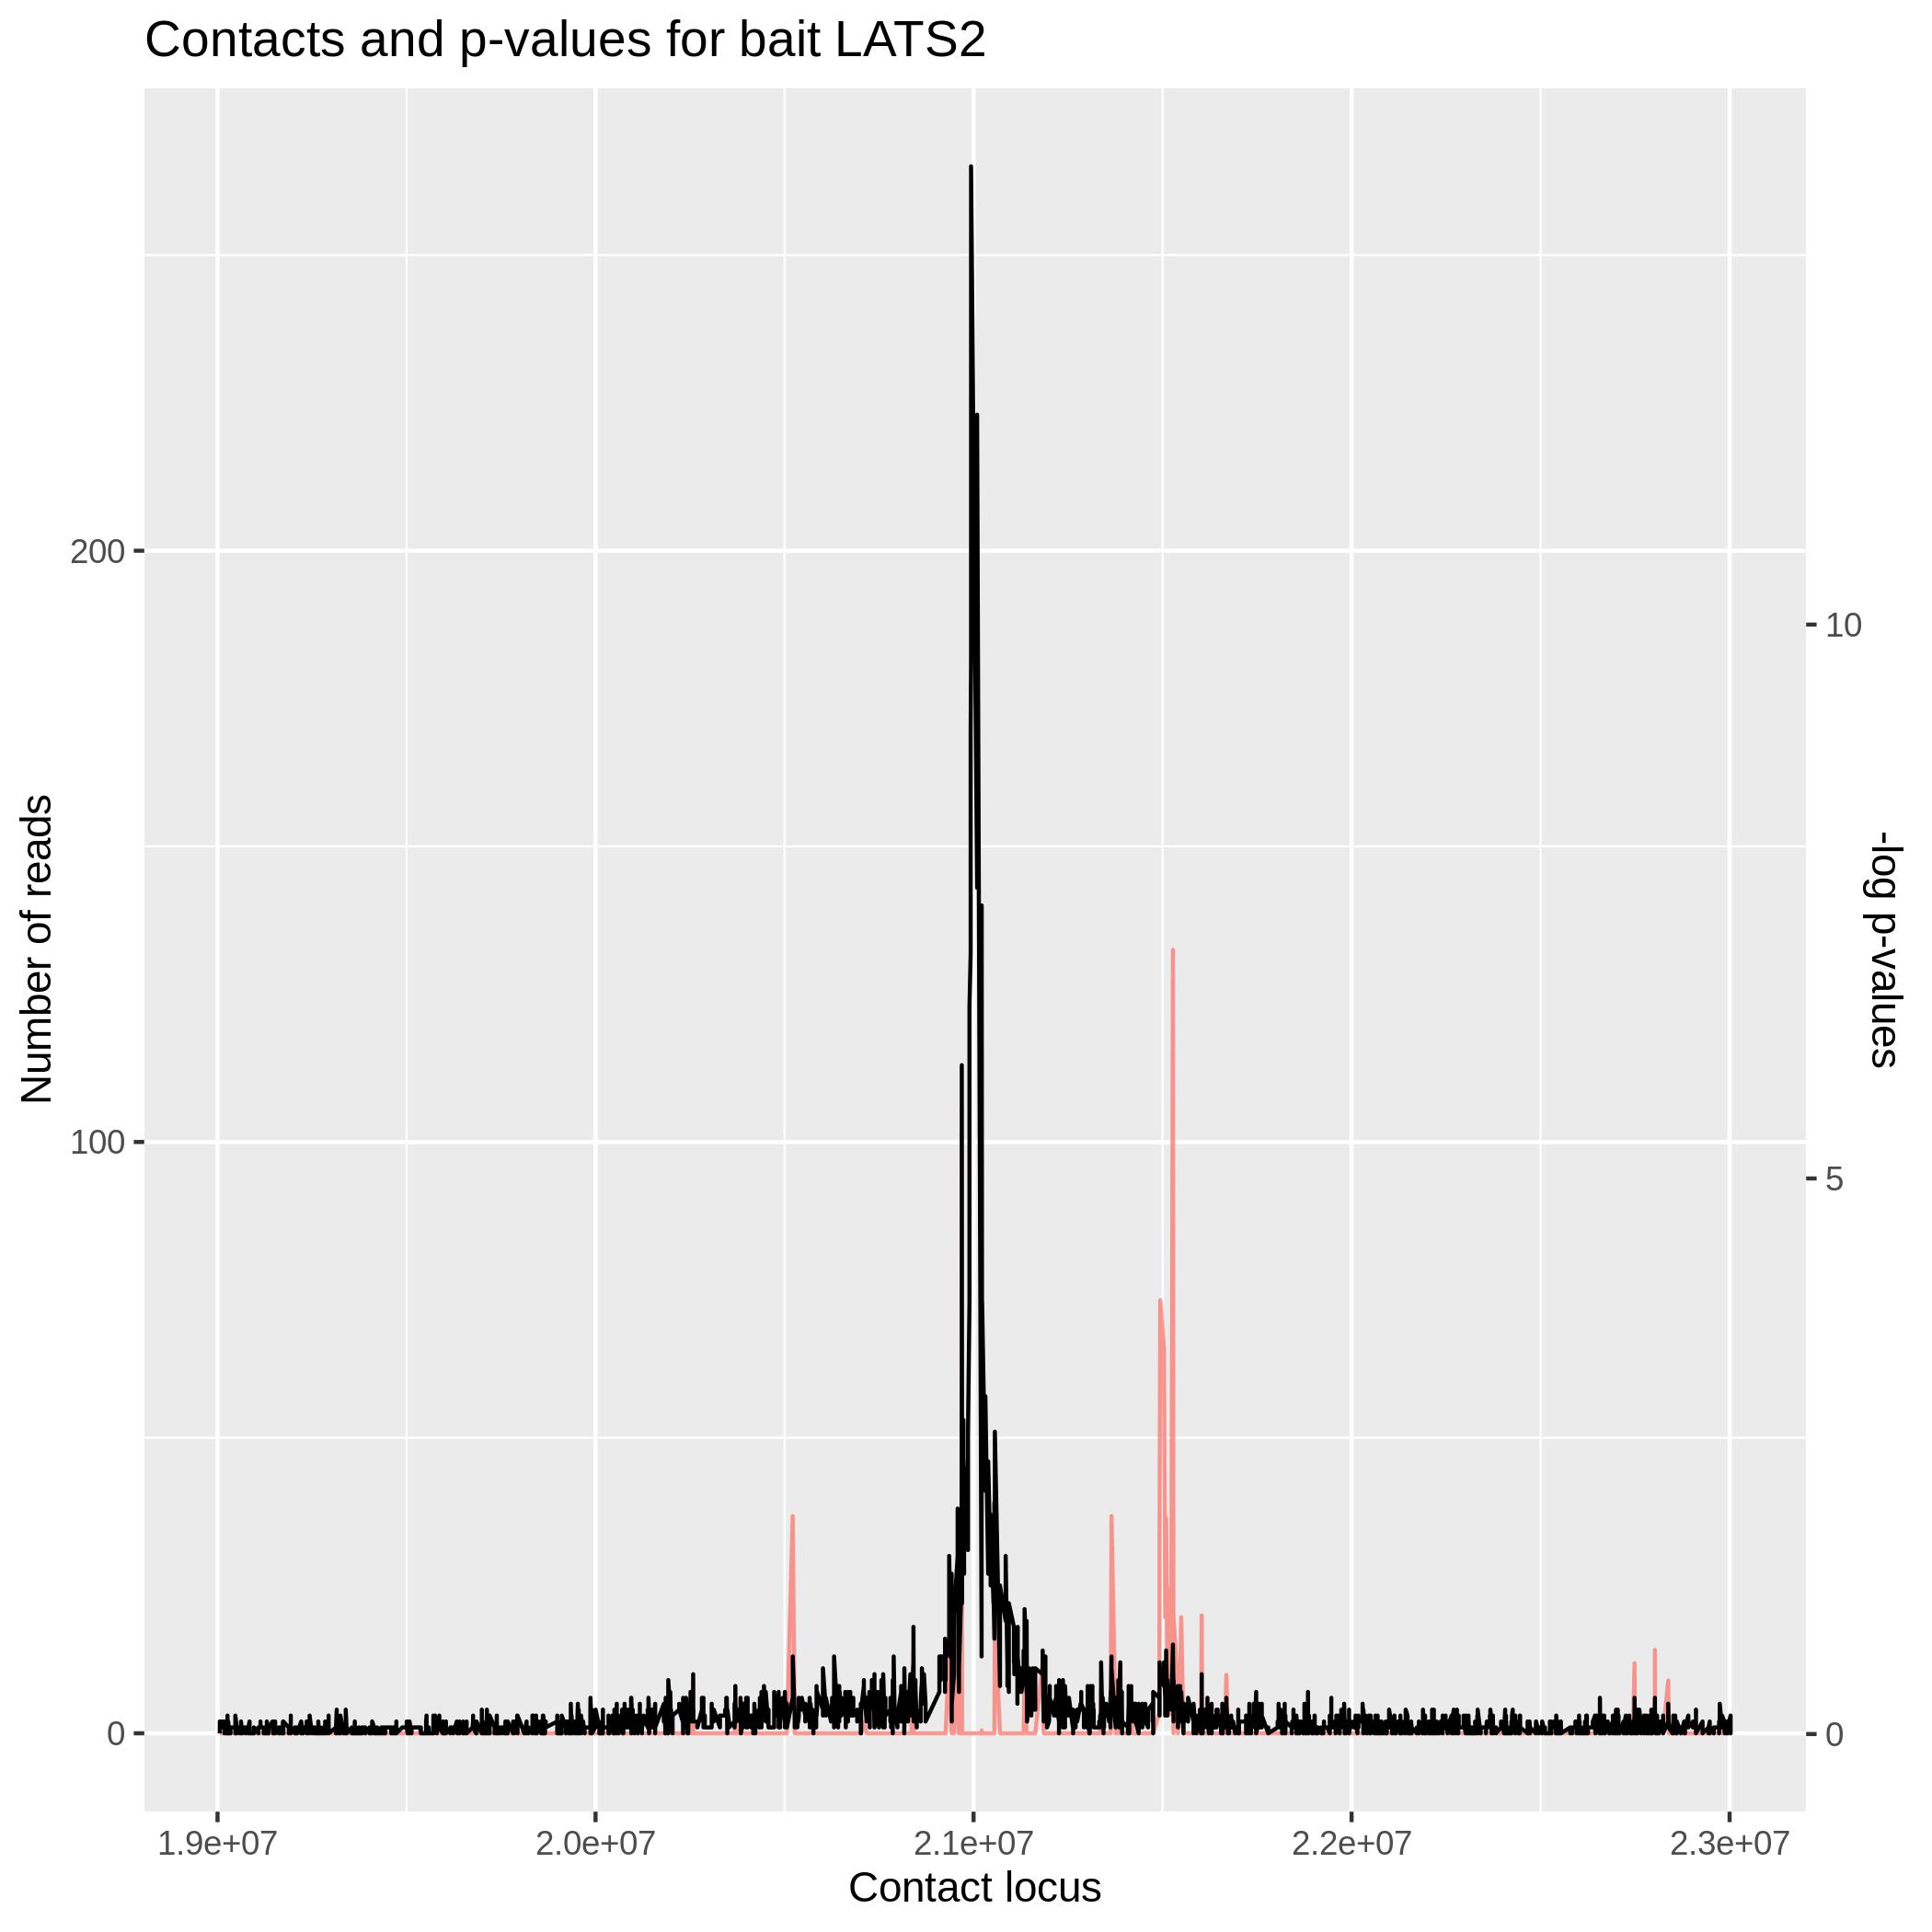 Contacts and p-values for bait LATS2
Number of reads
200
100
0
10
5
0
-log p-values
1.9e+07
2.0e+07
2.1e+07
2.2e+07
2.3e+07
Contact locus